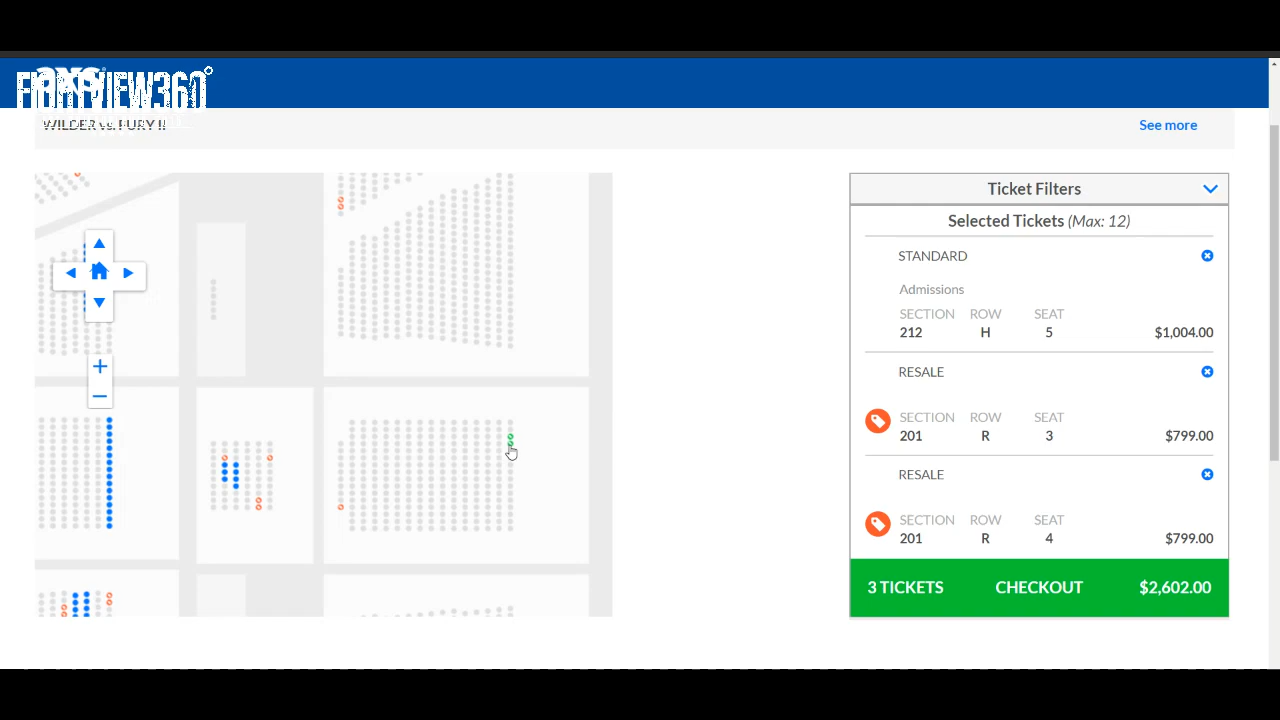 axs
FIGHTVIEW360°
WILDER vs. FURY II
See more
Ticket Filters
Selected Tickets (Max: 12)
STANDARD
Admissions
SECTION ROW SEAT
212 H 5 $1,004.00
RESALE
SECTION ROW SEAT
201 R 3 $799.00
RESALE
SECTION ROW SEAT
201 R 4 $799.00
3 TICKETS CHECKOUT $2,602.00